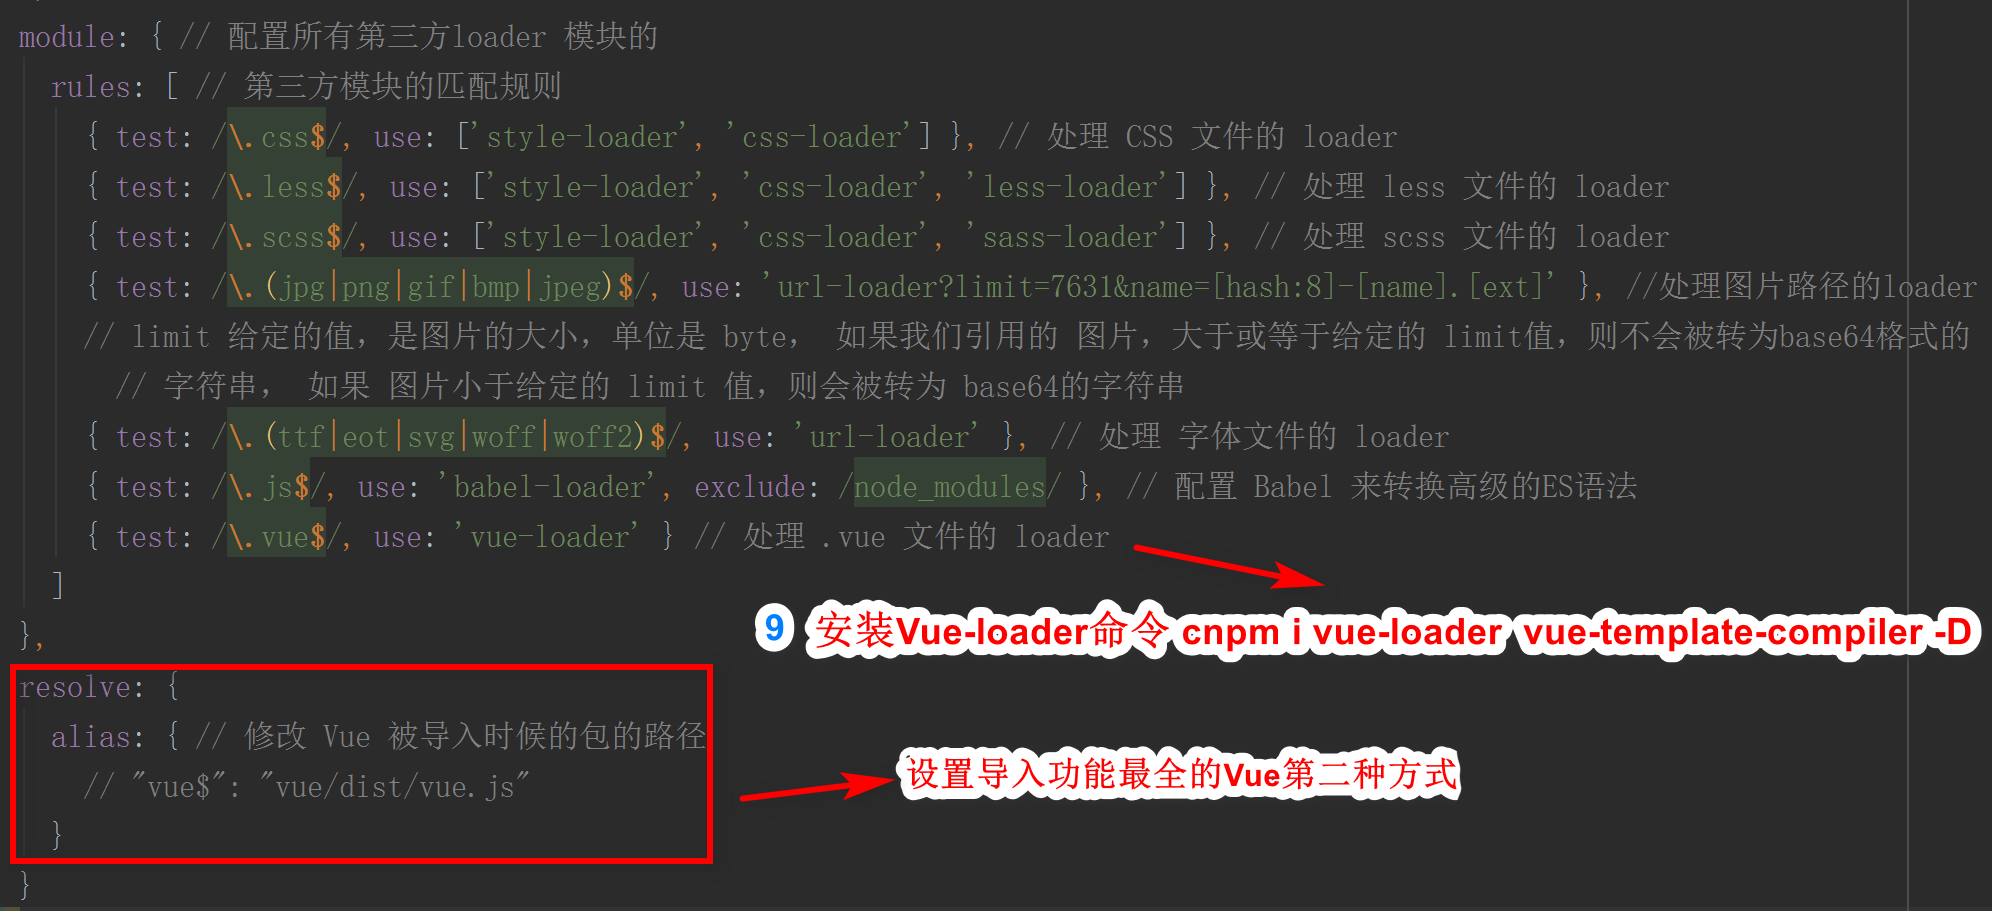 module: { // 配置所有第三方loader 模块的
rules: [ // 第三方模块的匹配规则
{ test: /\.css$/, use: ['style-loader', 'css-loader'] }, // 处理 CSS 文件的 loader
{ test: /\.less$/, use: ['style-loader', 'css-loader', 'less-loader'] }, // 处理 less 文件的 loader
{ test: /\.scss$/, use: ['style-loader', 'css-loader', 'sass-loader'] }, // 处理 scss 文件的 loader
{ test: /\.(jpg|png|gif|bmp|jpeg)$/, use: 'url-loader?limit=7631&name=[hash:8]-[name].[ext]' }, //处理图片路径的loader
// limit 给定的值，是图片的大小，单位是 byte， 如果我们引用的 图片，大于或等于给定的 limit值，则不会被转为base64格式的
// 字符串， 如果 图片小于给定的 limit 值，则会被转为 base64的字符串
{ test: /\.(ttf|eot|svg|woff|woff2)$/, use: 'url-loader' }, // 处理 字体文件的 loader
{ test: /\.js$/, use: 'babel-loader', exclude: /node_modules/ }, // 配置 Babel 来转换高级的ES语法
{ test: /\.vue$/, use: 'vue-loader' } // 处理 .vue 文件的 loader
]
},
9 安装Vue-loader命令 cnpm i vue-loader vue-template-compiler -D
resolve: {
alias: { // 修改 Vue 被导入时候的包的路径
// "vue$": "vue/dist/vue.js"
设置导入功能最全的Vue第二种方式
}
}